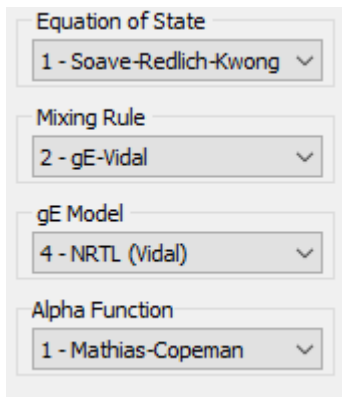 Equation of State
1 - Soave-Redlich-Kwong
Mixing Rule
2 - gE-Vidal
gE Model
4 - NRTL (Vidal)
Alpha Function
1 - Mathias-Copeman